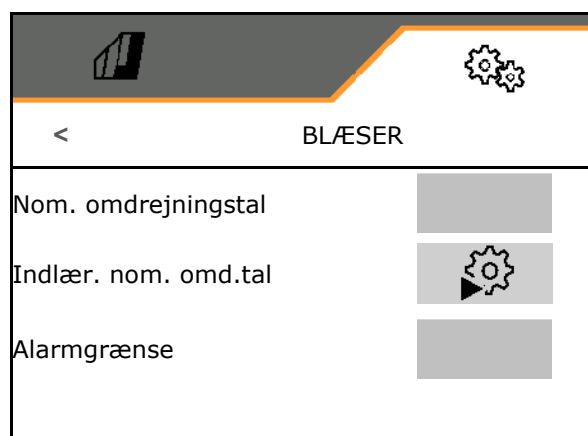 < BLÆSER
Nom. omdrejningstal
Indlær. nom. omd.tal
Alarmgrænse